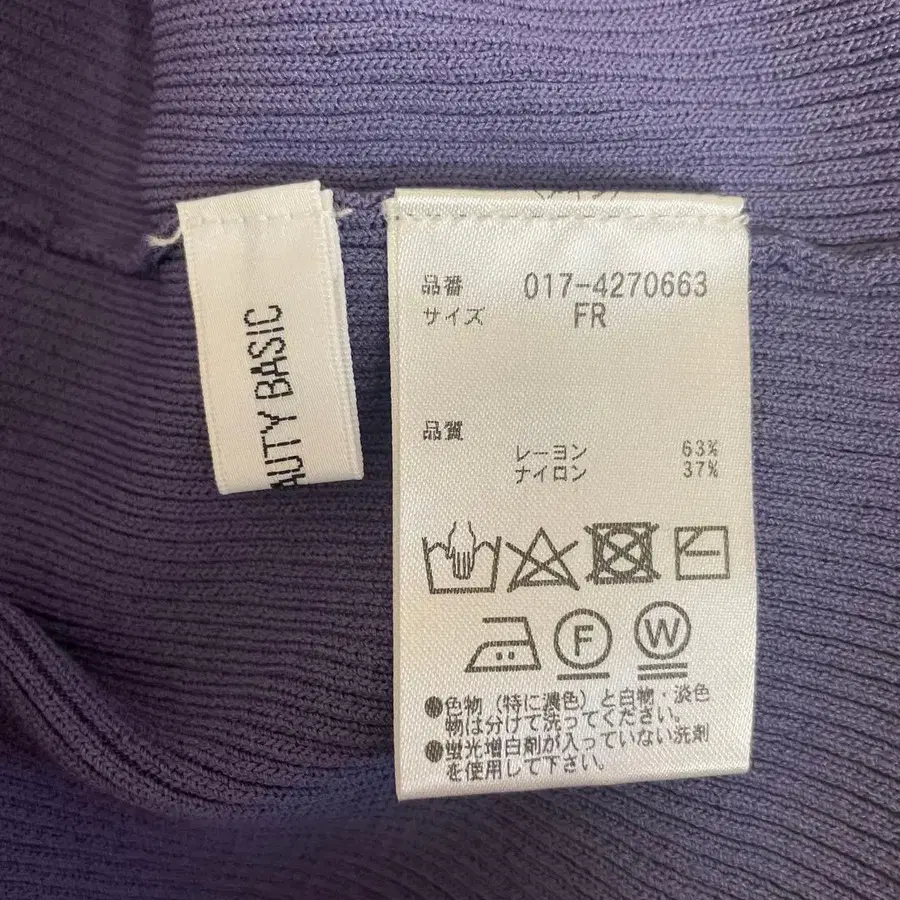 AUTY BASIC
品番 017-4270663
サイズ FR
品質
レーヨン 63%
ナイロン 37%
F
W
●色物（特に濃色）と白物・淡色
物は分けて洗ってください。
●蛍光増白剤が入っていない洗剤
を使用して下さい。